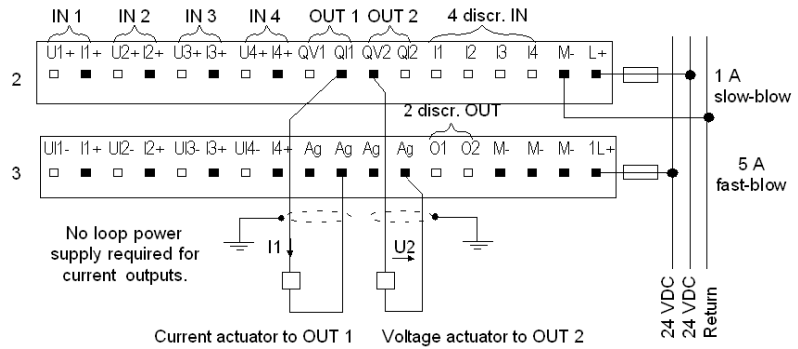 IN 1 IN 2 IN 3 IN 4 OUT 1 OUT 2 4 discr. IN
U1+ I1+ U2+ I2+ U3+ I3+ U4+ I4+ QV1 QI1 QV2 QI2 I1 I2 I3 I4 M- L+
2
1 A
slow-blow
2 discr. OUT
UI1- I1+ UI2- I2+ UI3- I3+ UI4- I4+ Ag Ag Ag Ag O1 O2 M- M- M- 1L+
3
5 A
fast-blow
No loop power
supply required for
current outputs.
I1
U2
24 VDC
24 VDC
Return
Current actuator to OUT 1 Voltage actuator to OUT 2